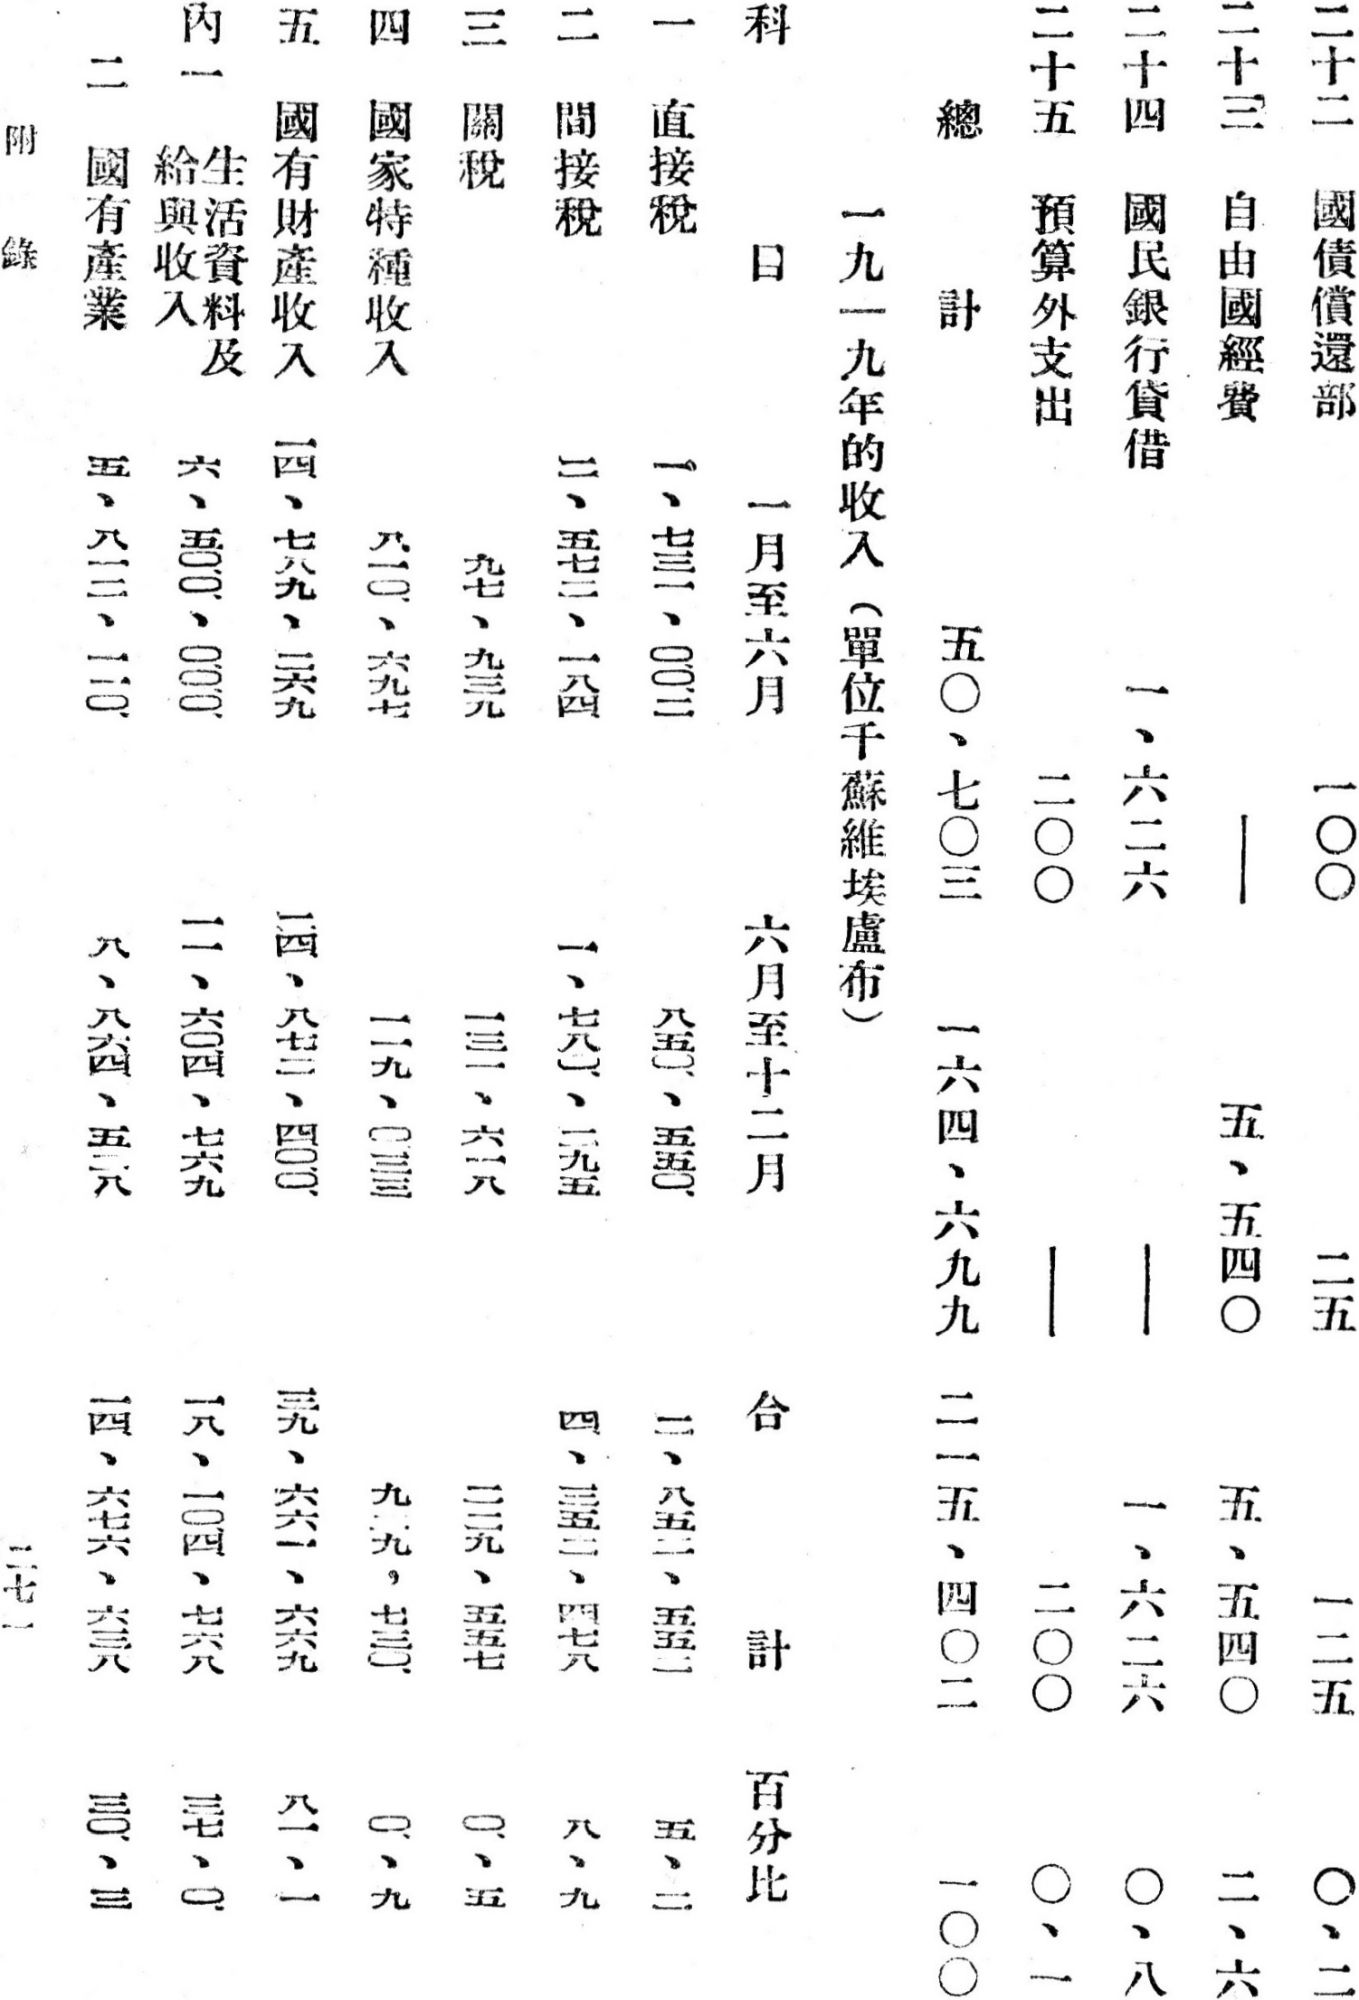 二十二 國債償還部 一〇〇 二五 一二五 〇、二
二十三 自由國經費 — 五、五四〇 五、五四〇 二、六
二十四 國民銀行貸借 一、六二六 — 一、六二六 〇、八
二十五 預算外支出 二〇〇 — 二〇〇 〇、一
總計 五〇、七〇三 一六四、六九九 二一五、四〇二 一〇〇
一九一九年的收入（單位千蘇維埃盧布）
科目 一月至六月 六月至十二月 合計 百分比
一 直接稅 一、七三一、〇〇二 八五〇、五五〇 二、八五一、五五二 五、二
二 間接稅 二、五七二、一八四 一、七八〇、二九五 四、三五二、四七八 八、九
三 關稅 九七、九三九 一三一、六一八 二二九、五五七 〇、五
四 國家特種收入 八一〇、六九七 一一九、〇三三 九二九，七三〇 〇、九
五 國有財產收入 一四、七八九、二六九 二四、八七二、四〇〇 三九、六六一、六六九 八一、一
內一 生活資料及
給與收入 六、五〇〇、〇〇〇 一一、六〇四、七六九 一八、一〇四、七六八 三七、〇
二 國有產業 五、八一二、一一〇 八、八六四、五二八 一四、六七六、六三八 三〇、三
附錄 二七一